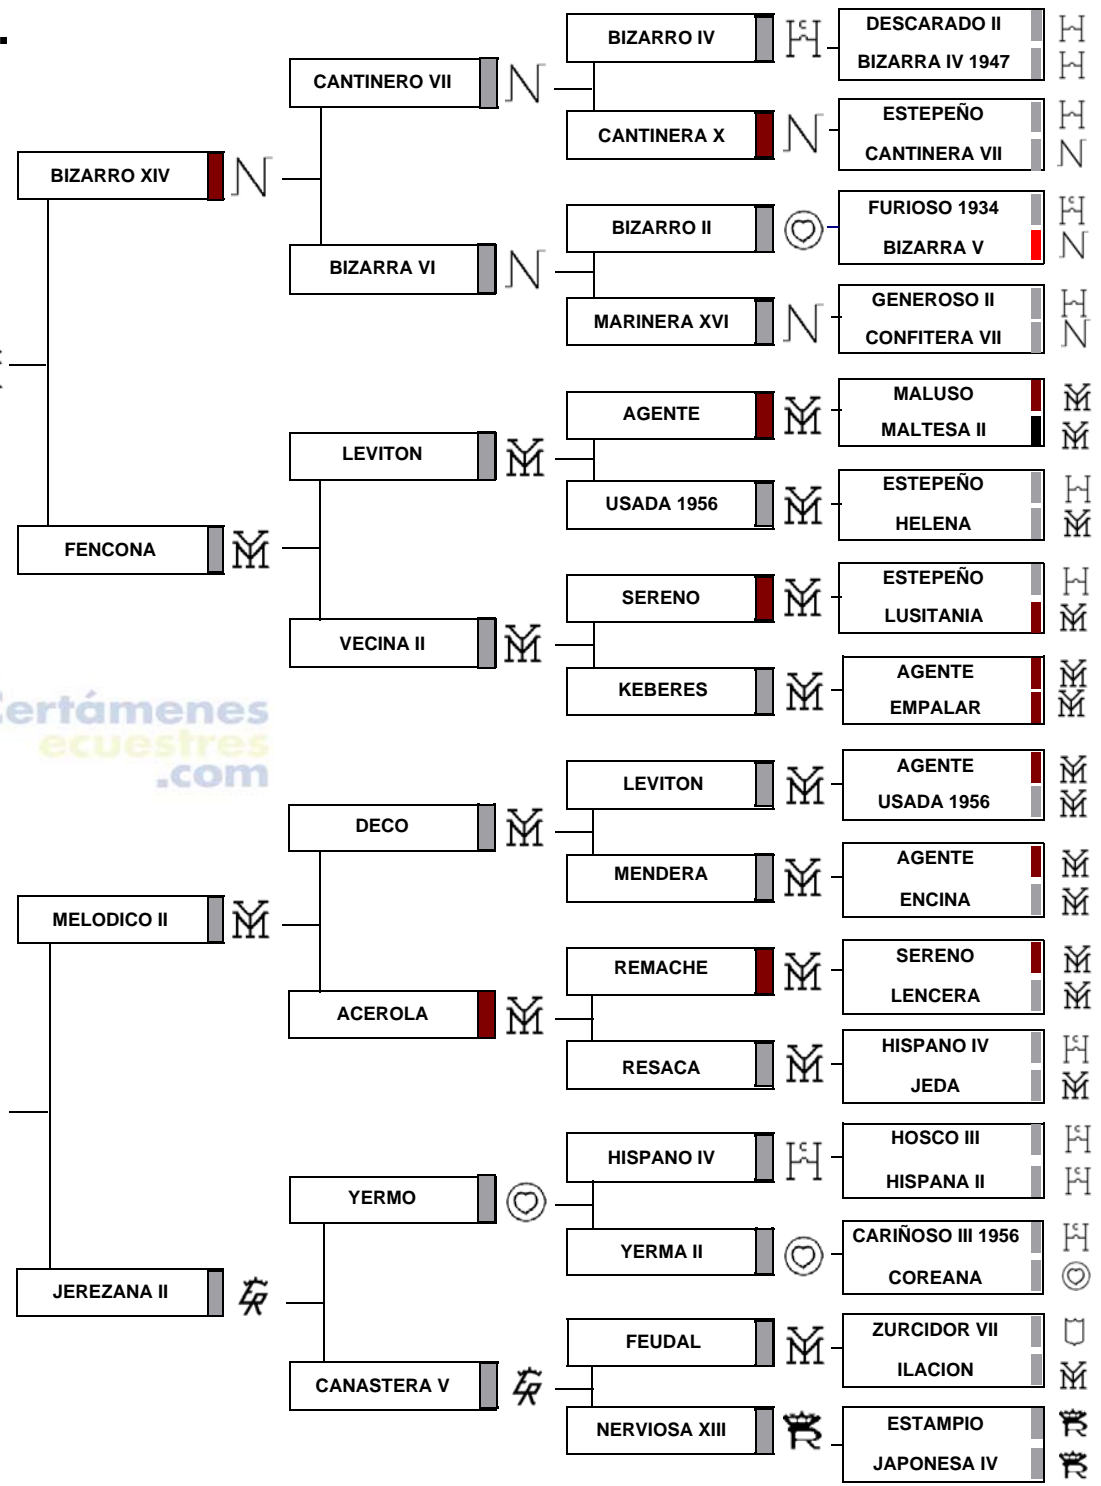 BIZARRO IV
DESCARADO II
BIZARRA IV 1947
CANTINERO VII
CANTINERA X
ESTEPEÑO
CANTINERA VII
BIZARRO XIV
BIZARRO II
FURIOSO 1934
BIZARRA V
BIZARRA VI
MARINERA XVI
GENEROSO II
CONFITERA VII
AGENTE
MALUSO
MALTESA II
LEVITON
USADA 1956
ESTEPEÑO
HELENA
FENCONA
SERENO
ESTEPEÑO
LUSITANIA
VECINA II
KEBERES
AGENTE
EMPALAR
Certámenes
ecuestres
.com
LEVITON
AGENTE
USADA 1956
DECO
MENDERA
AGENTE
ENCINA
MELODICO II
REMACHE
SERENO
LENCERA
ACEROLA
RESACA
HISPANO IV
JEDA
HISPANO IV
HOSCO III
HISPANA II
YERMO
YERMA II
CARIÑOSO III 1956
COREANA
JEREZANA II
FEUDAL
ZURCIDOR VII
ILACION
CANASTERA V
NERVIOSA XIII
ESTAMPIO
JAPONESA IV